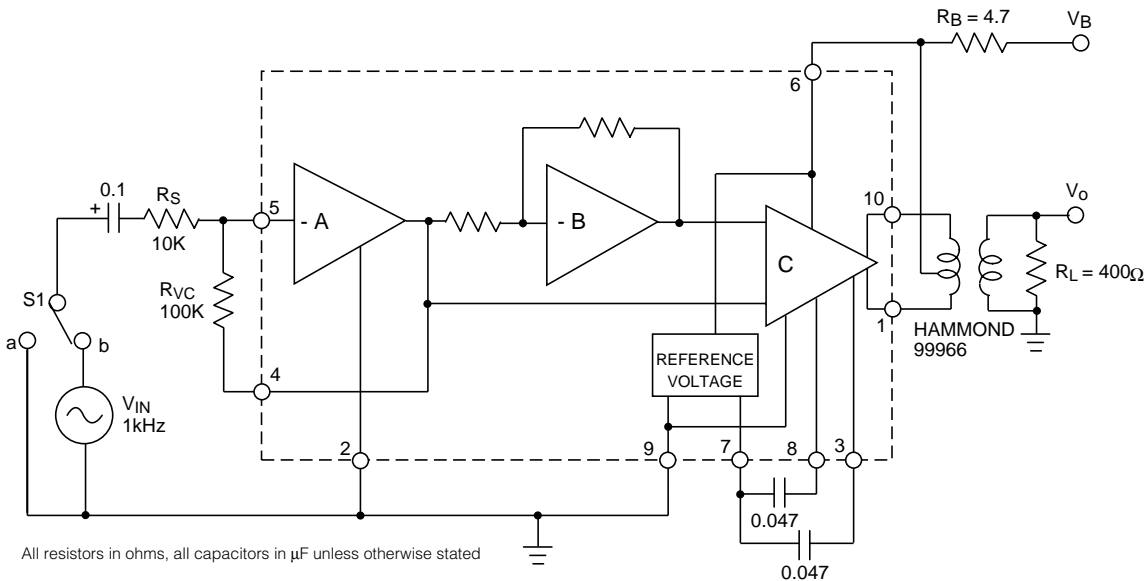 R_B = 4.7
V_B
6
0.1
+
R_S
10K
5
- A
- B
C
10
V_O
R_L = 400Ω
1
HAMMOND
99966
R_VC
100K
S1
a
b
4
V_IN
1kHz
REFERENCE
VOLTAGE
2
9
7
8
3
0.047
0.047
All resistors in ohms, all capacitors in µF unless otherwise stated